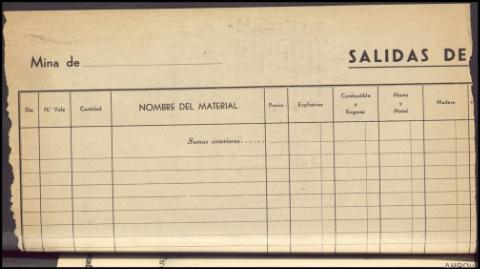 Mina de
SALIDAS DE
Día
N.º Vale
Cantidad
NOMBRE DEL MATERIAL
Precio
Explosivos
Combustible
y
Engrase
Hierro
y
Metal
Madera
Sumas anteriores......